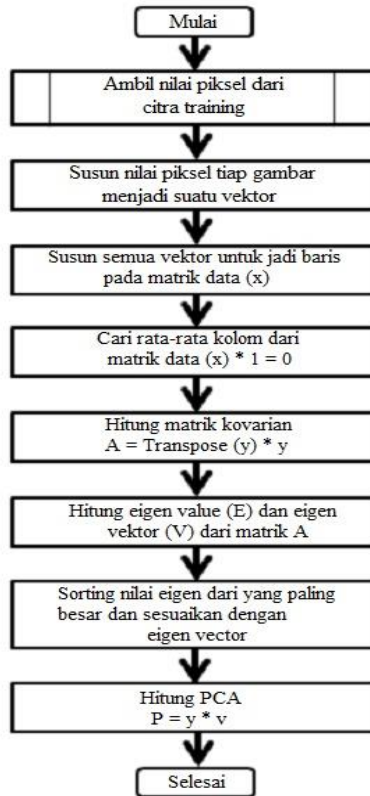 Mulai
Ambil nilai piksel dari
citra training
Susun nilai piksel tiap gambar
menjadi suatu vektor
Susun semua vektor untuk jadi baris
pada matrik data (x)
Cari rata-rata kolom dari
matrik data (x) * 1 = 0
Hitung matrik kovarian
A = Transpose (y) * y
Hitung eigen value (E) dan eigen
vektor (V) dari matrik A
Sorting nilai eigen dari yang paling
besar dan sesuaikan dengan
eigen vector
Hitung PCA
P = y * v
Selesai